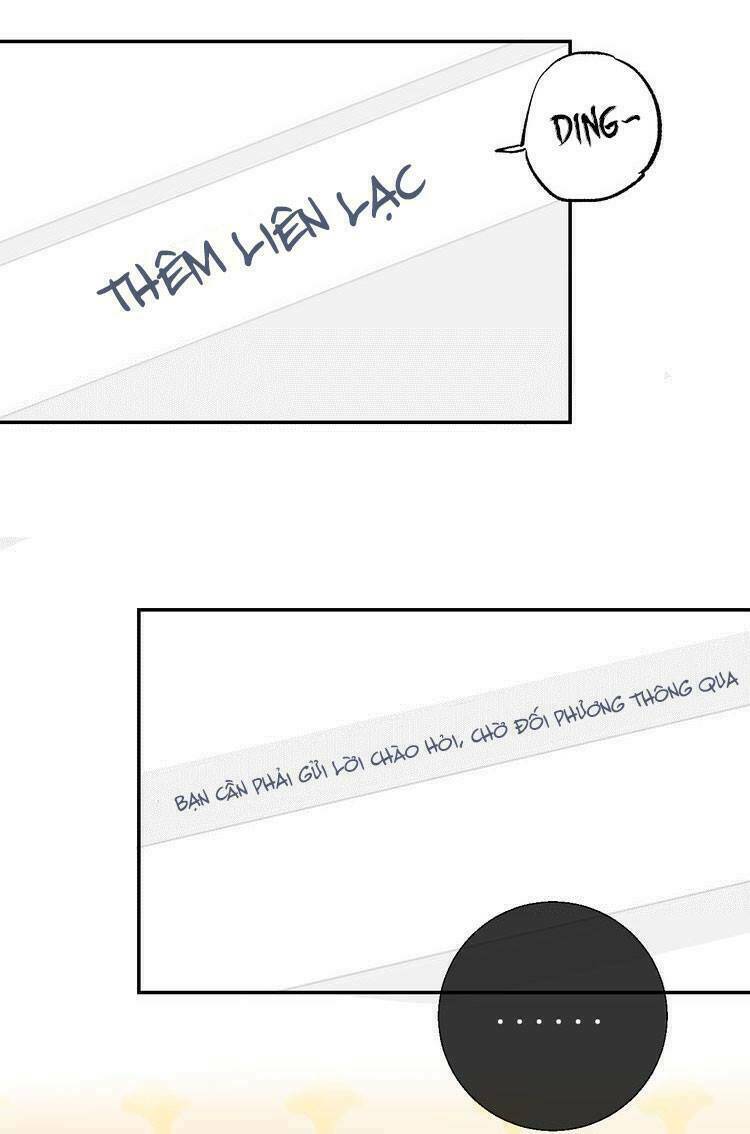 DING~
THÊM LIÊN LẠC
BẠN CẦN PHẢI GỬI LỜI CHÀO HỎI, CHỜ ĐỐI PHƯƠNG THÔNG QUA
......